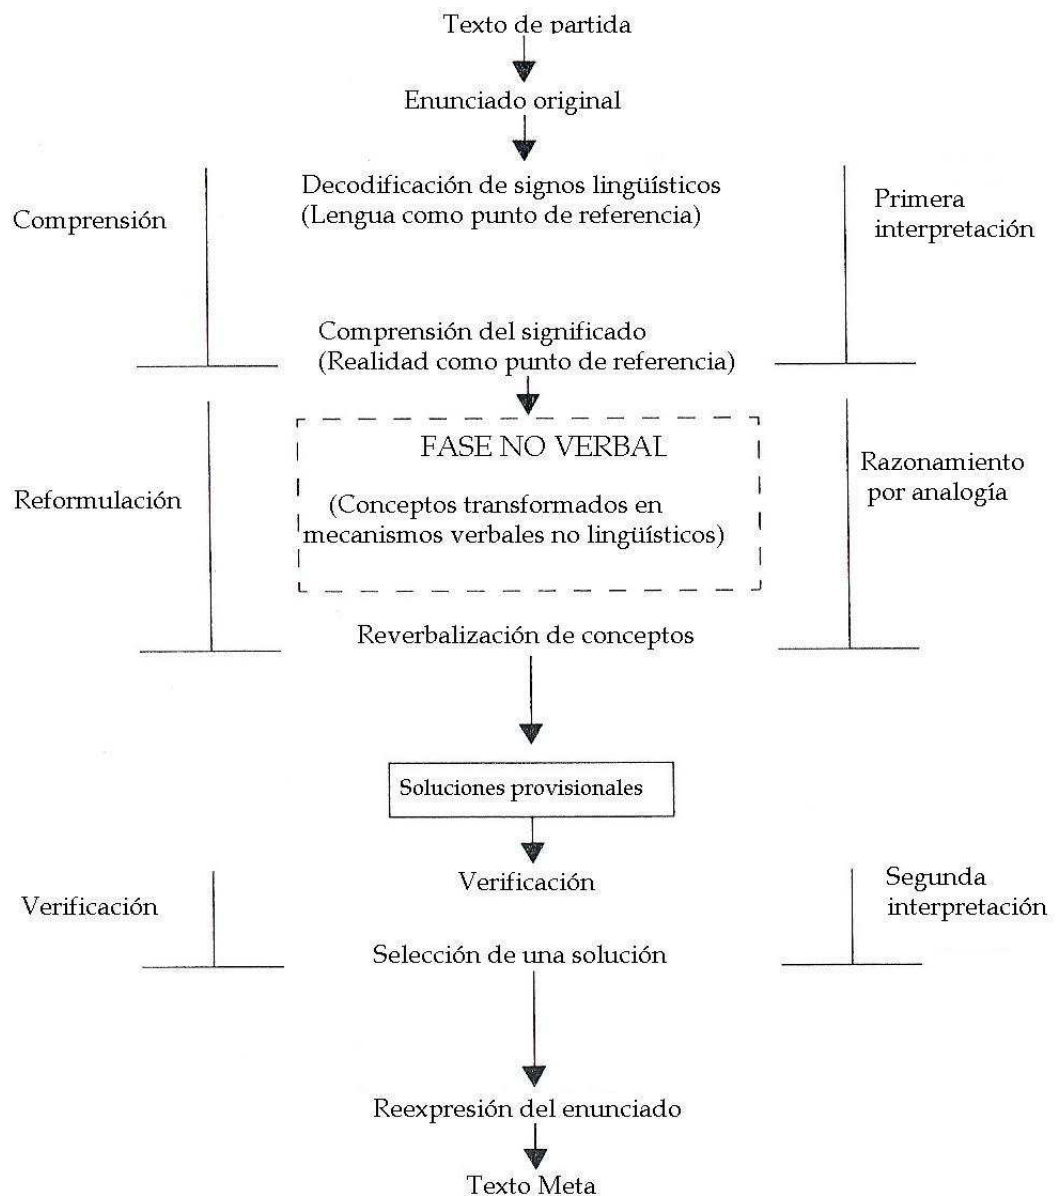 Texto de partida
Enunciado original
Decodificación de signos lingüísticos
(Lengua como punto de referencia)
Comprensión
Primera
interpretación
Comprensión del significado
(Realidad como punto de referencia)
FASE NO VERBAL
(Conceptos transformados en
mecanismos verbales no lingüísticos)
Reformulación
Razonamiento
por analogía
Reverbalización de conceptos
Soluciones provisionales
Verificación
Verificación
Segunda
interpretación
Selección de una solución
Reexpresión del enunciado
Texto Meta